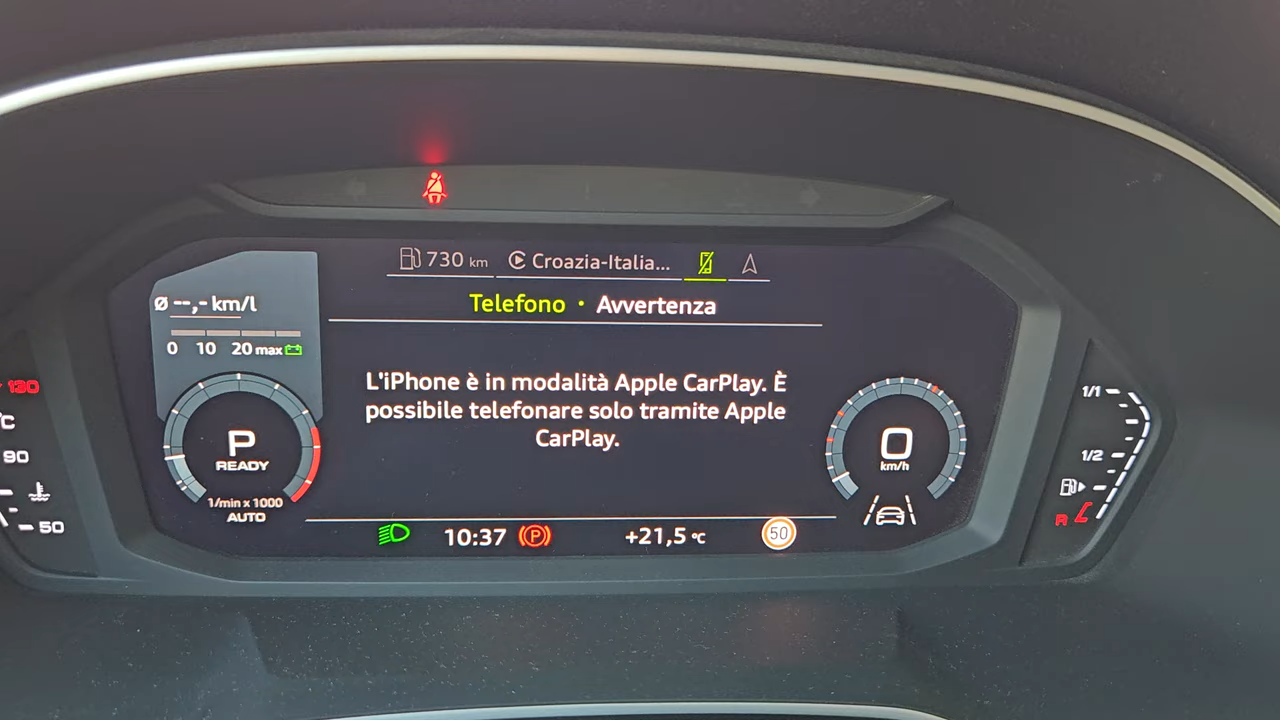 730 km
Croazia-Italia...
Telefono · Avvertenza
ø --,- km/l
0 10 20 max
L'iPhone è in modalità Apple CarPlay. È
possibile telefonare solo tramite Apple
CarPlay.
P
READY
1/min x 1000
AUTO
0
km/h
10:37
P
+21,5 °C
50
130
°C
90
50
1/1
1/2
R